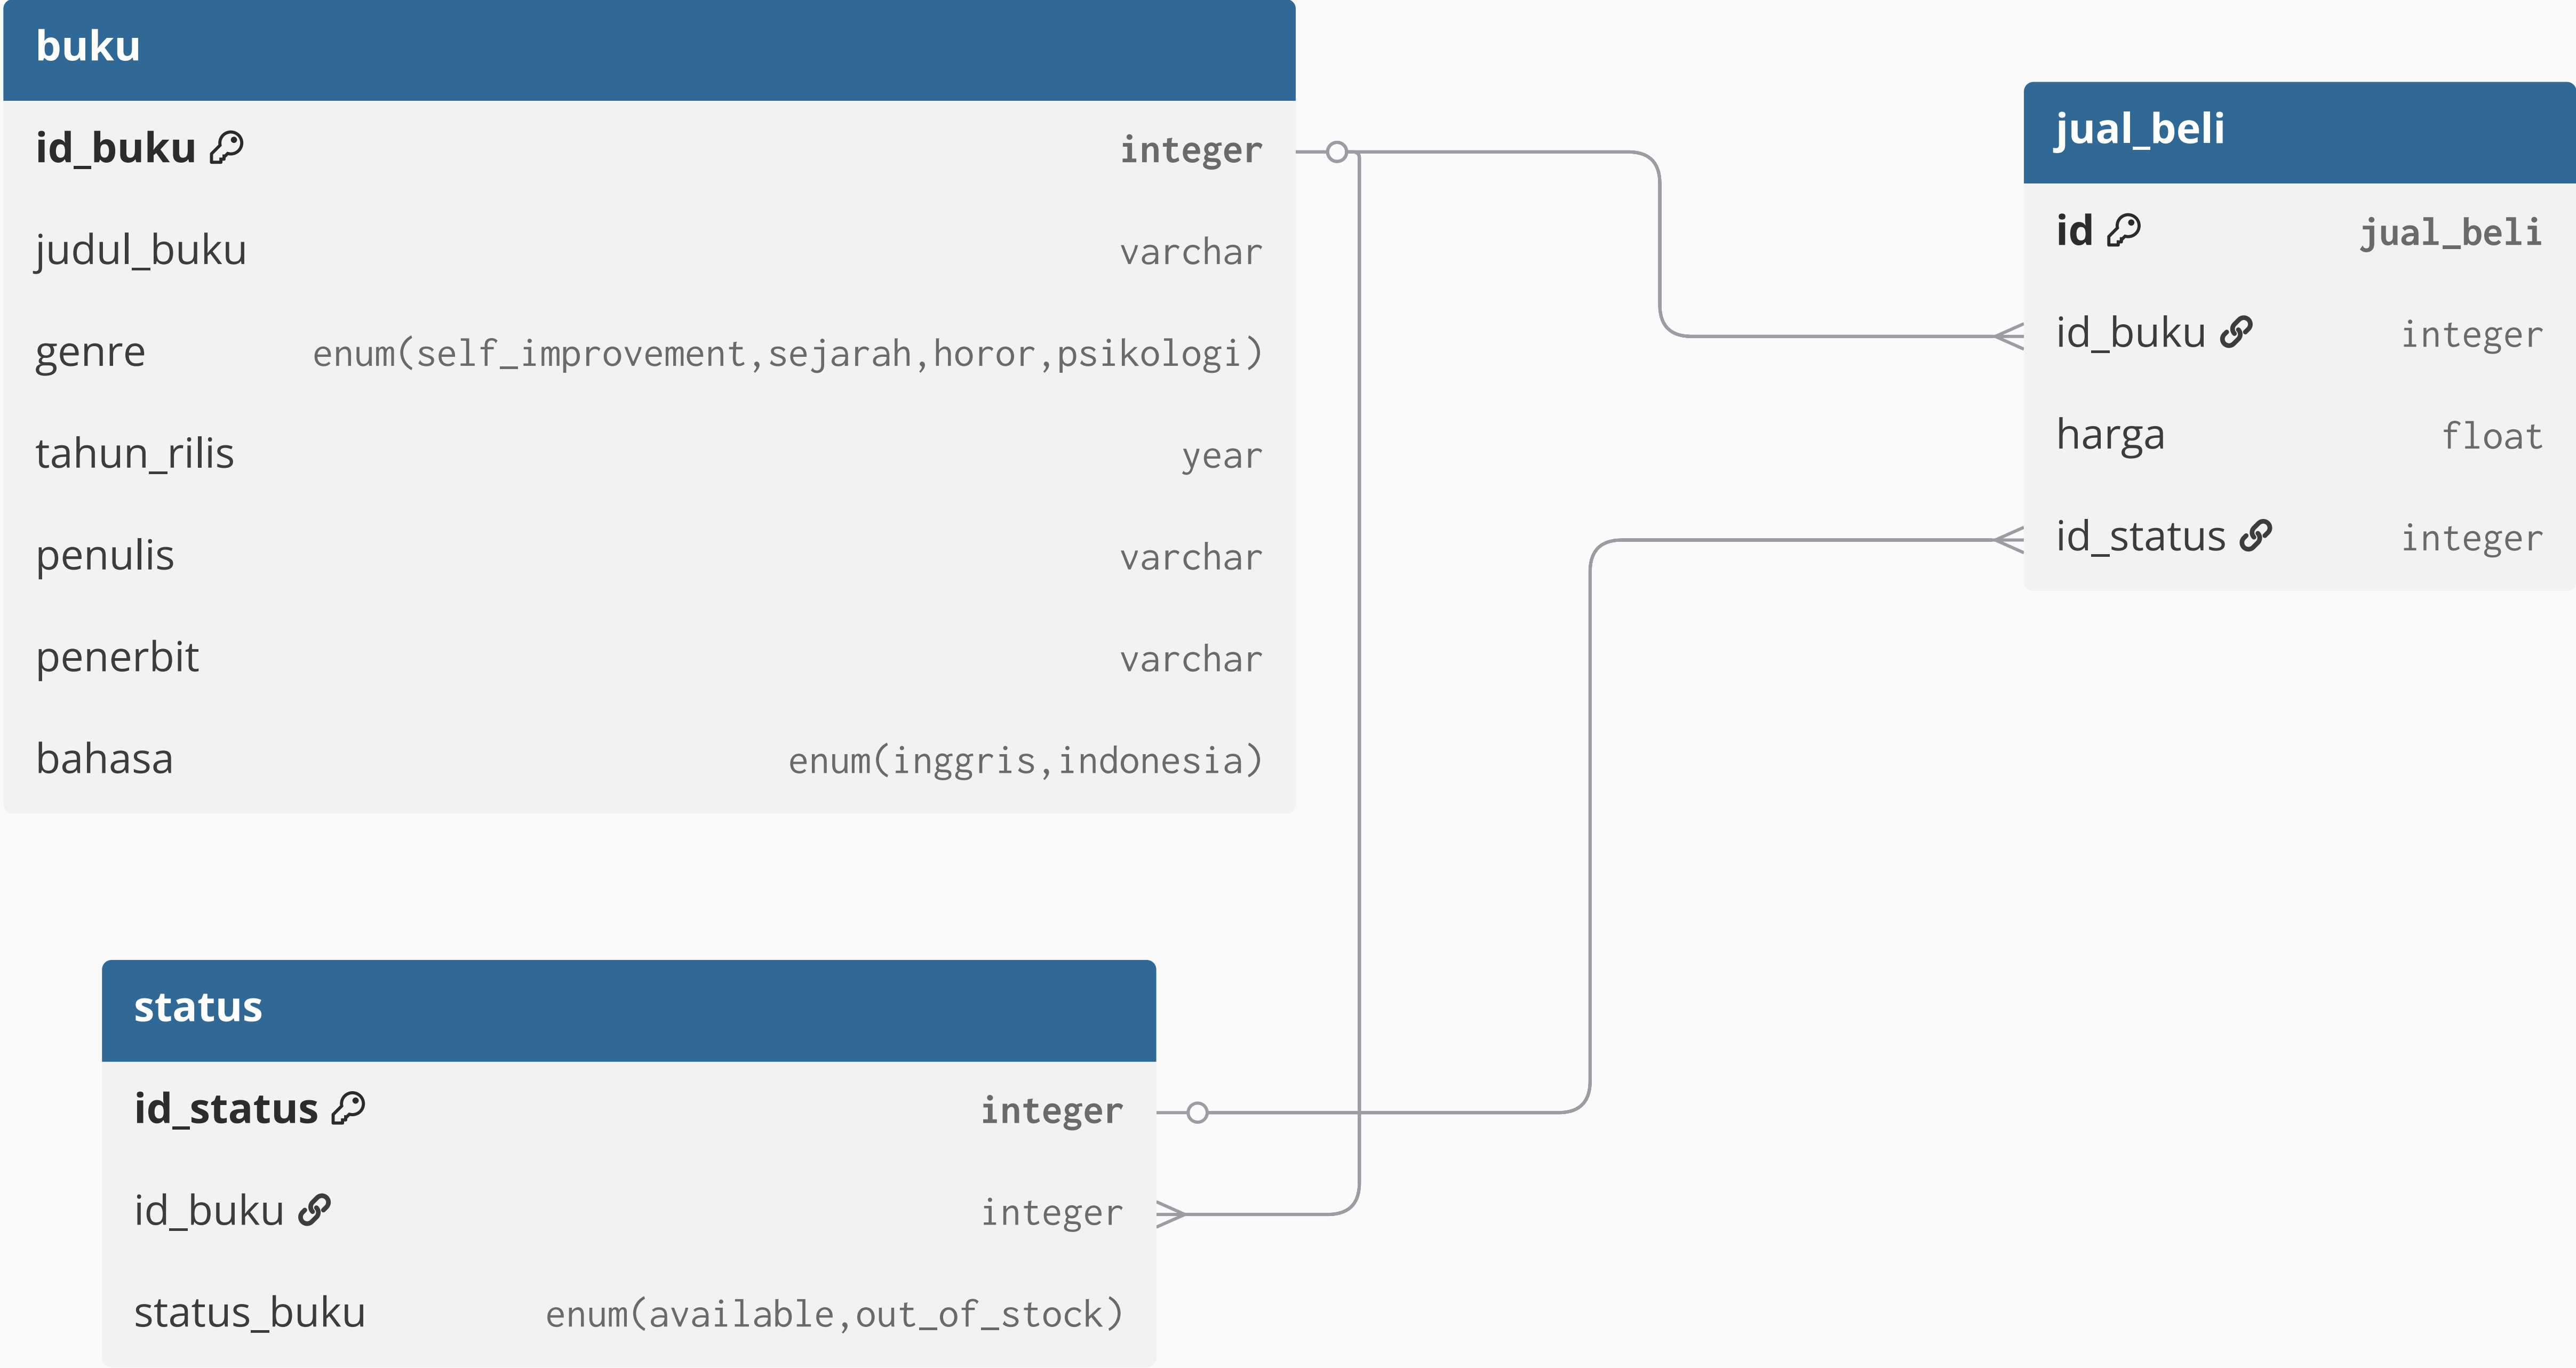 buku
id_buku integer
judul_buku varchar
genre enum(self_improvement,sejarah,horor,psikologi)
tahun_rilis year
penulis varchar
penerbit varchar
bahasa enum(inggris,indonesia)
jual_beli
id jual_beli
id_buku integer
harga float
id_status integer
status
id_status integer
id_buku integer
status_buku enum(available,out_of_stock)